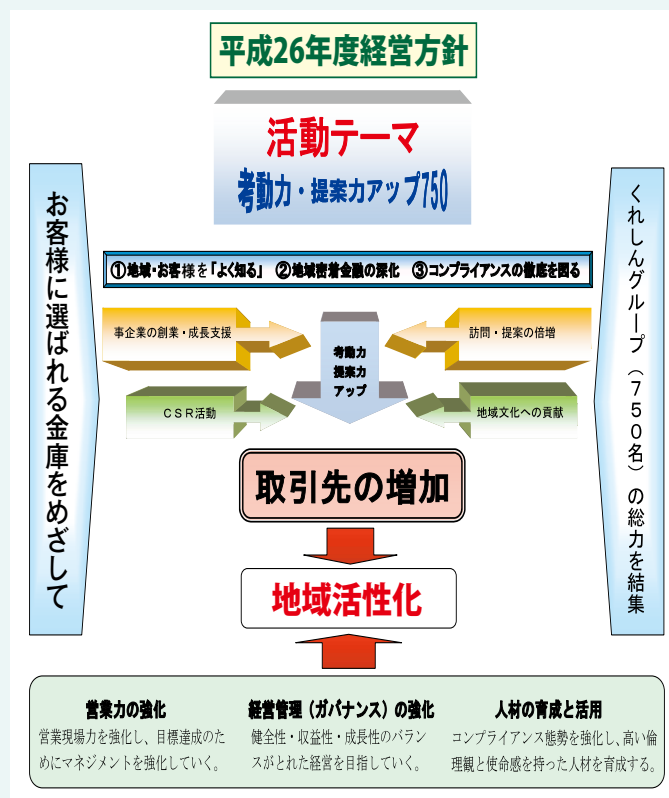 平成26年度経営方針
活動テーマ
考動力・提案力アップ750
お客様に選ばれる金庫をめざして
くれしんグループ(750名)の総力を結集
①地域・お客様を「よく知る」 ②地域密着金融の深化 ③コンプライアンスの徹底を図る
事企業の創業・成長支援
訪問・提案の倍増
考動力
提案力
アップ
CSR活動
地域文化への貢献
取引先の増加
地域活性化
営業力の強化
営業現場力を強化し、目標達成のた
めにマネジメントを強化していく。
経営管理(ガバナンス)の強化
健全性・収益性・成長性のバラン
スがとれた経営を目指していく。
人材の育成と活用
コンプライアンス態勢を強化し、高い倫
理観と使命感を持った人材を育成する。